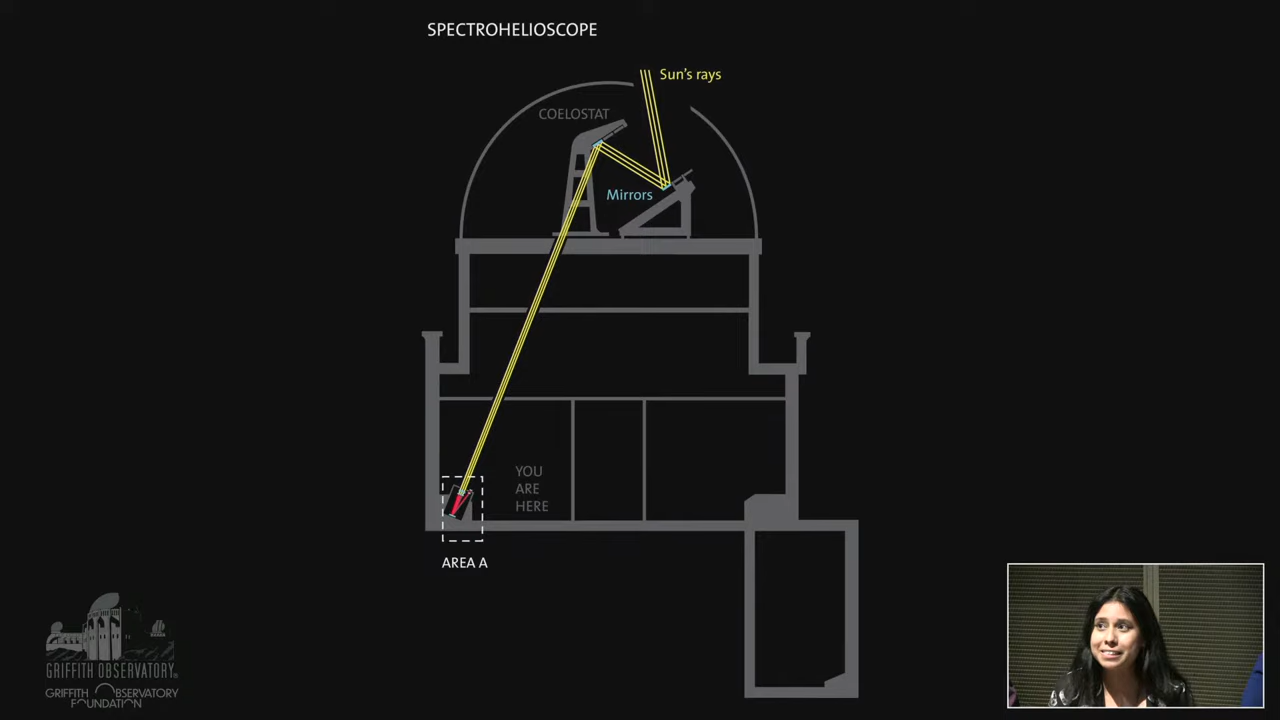 SPECTROHELIOSCOPE
Sun's rays
COELOSTAT
Mirrors
YOU
ARE
HERE
AREA A
GRIFFITH OBSERVATORY
GRIFFITH OBSERVATORY
FOUNDATION